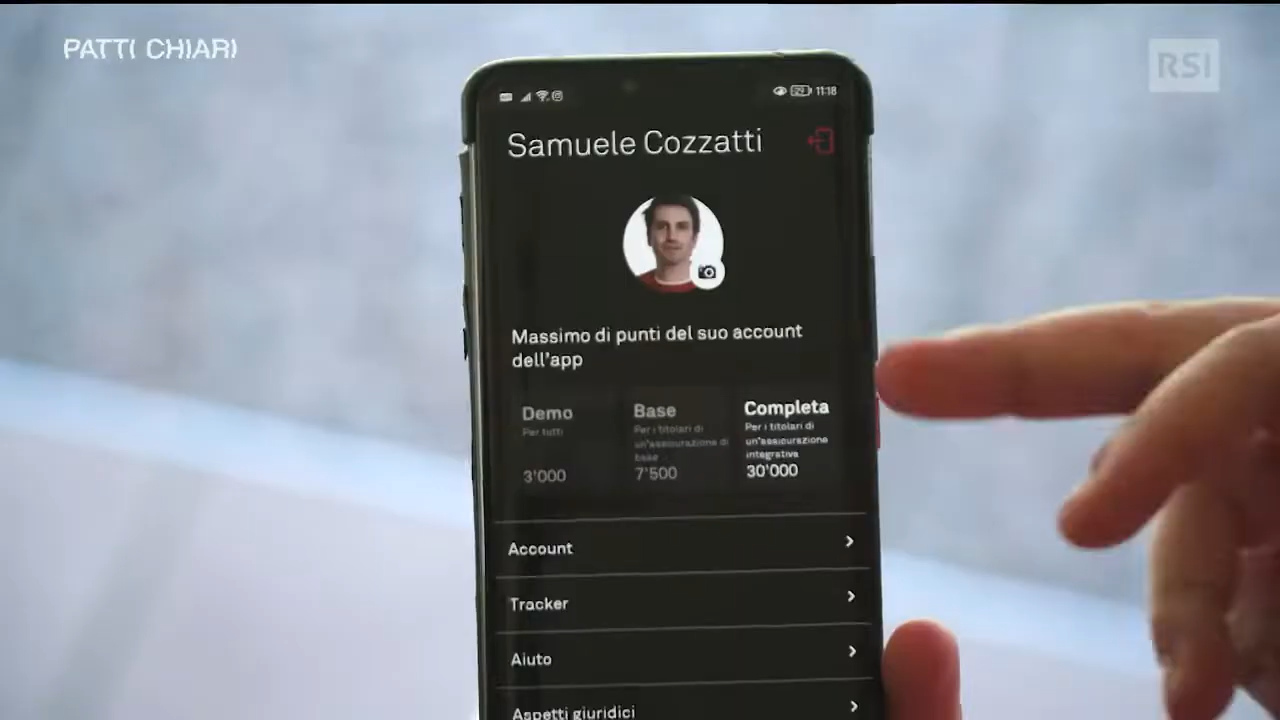 PATTI CHIARI
RSI
11:18
Samuele Cozzatti
Massimo di punti del suo account
dell'app
Demo
Per tutti
3'000
Base
Per i titolari di
un'assicurazione di
base
7'500
Completa
Per i titolari di
un'assicurazione
integrativa
30'000
Account
Tracker
Aiuto
Aspetti giuridici